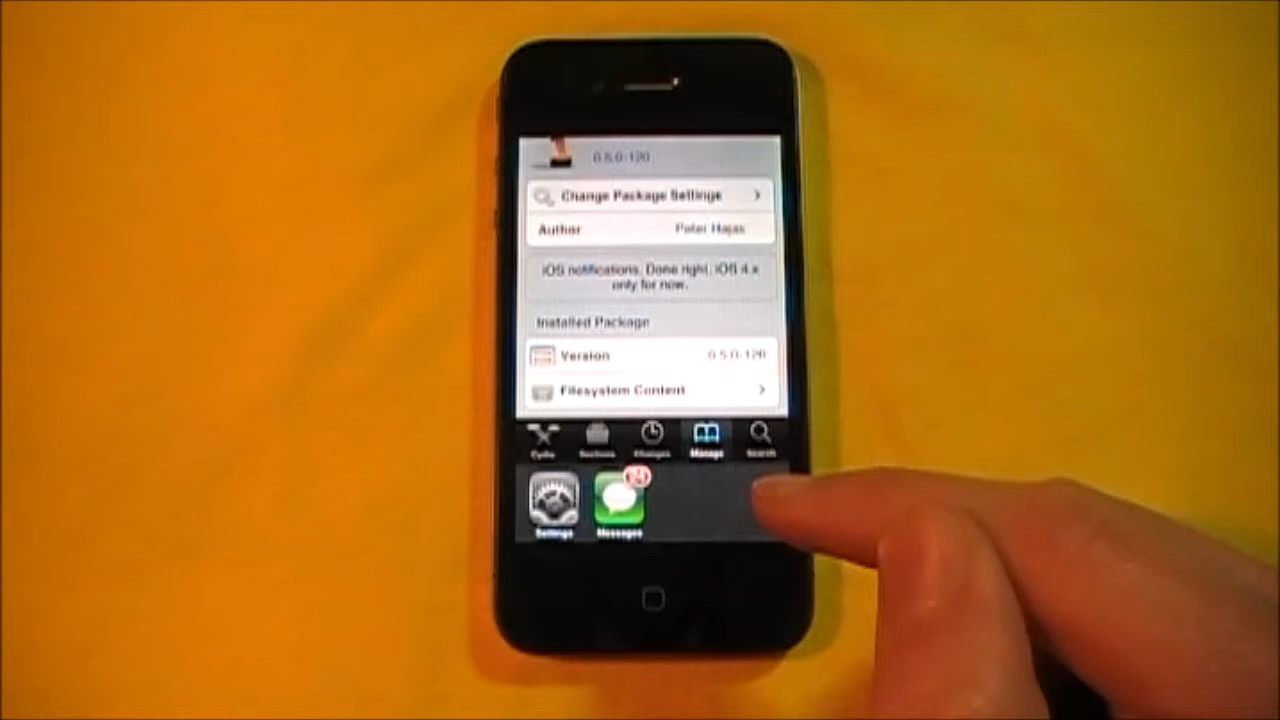 0.5.0-120
Change Package Settings
Author Peter Hajas
iOS notifications. Done right. iOS 4.x
only for now.
Installed Package
Version 0.5.0-120
Filesystem Content
Cydia Sections Changes Manage Search
Settings Messages